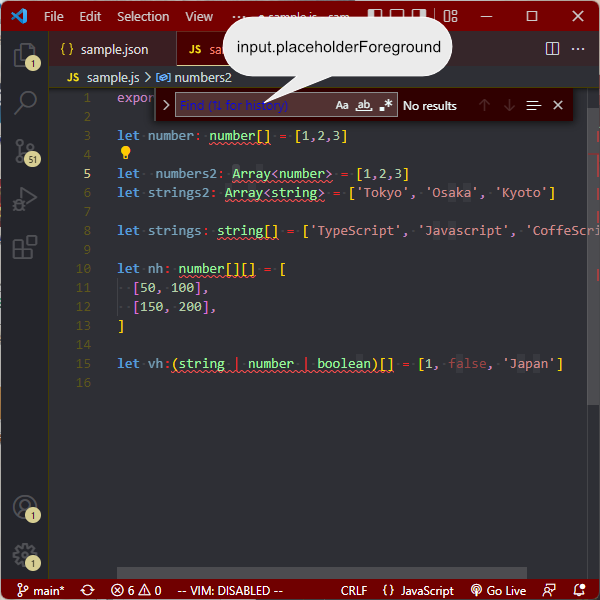 File Edit Selection View ··· ● sample.js - sam...
{ } sample.json JS ···
input.placeholderForeground
JS sample.js > numbers2
Find (⇅ for history) Aa ab .* No results
1
2
3 let number: number[] = [1,2,3]
4
5 let numbers2: Array<number> = [1,2,3]
6 let strings2: Array<string> = ['Tokyo', 'Osaka', 'Kyoto']
7
8 let strings: string[] = ['TypeScript', 'Javascript', 'CoffeScri
9
10 let nh: number[][] = [
11 [50, 100],
12 [150, 200],
13 ]
14
15 let vh:(string | number | boolean)[] = [1, false, 'Japan']
16
1
51
1
1
main* 6 0 -- VIM: DISABLED -- CRLF { } JavaScript Go Live